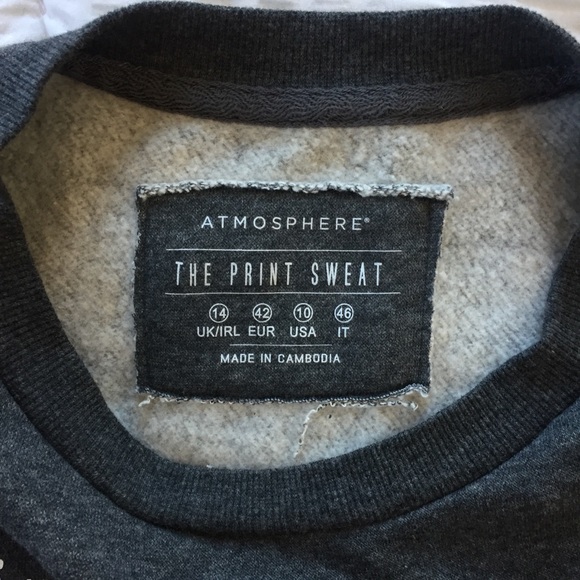 ATMOSPHERE®
THE PRINT SWEAT
14 42 10 46
UK/IRL EUR USA IT
MADE IN CAMBODIA